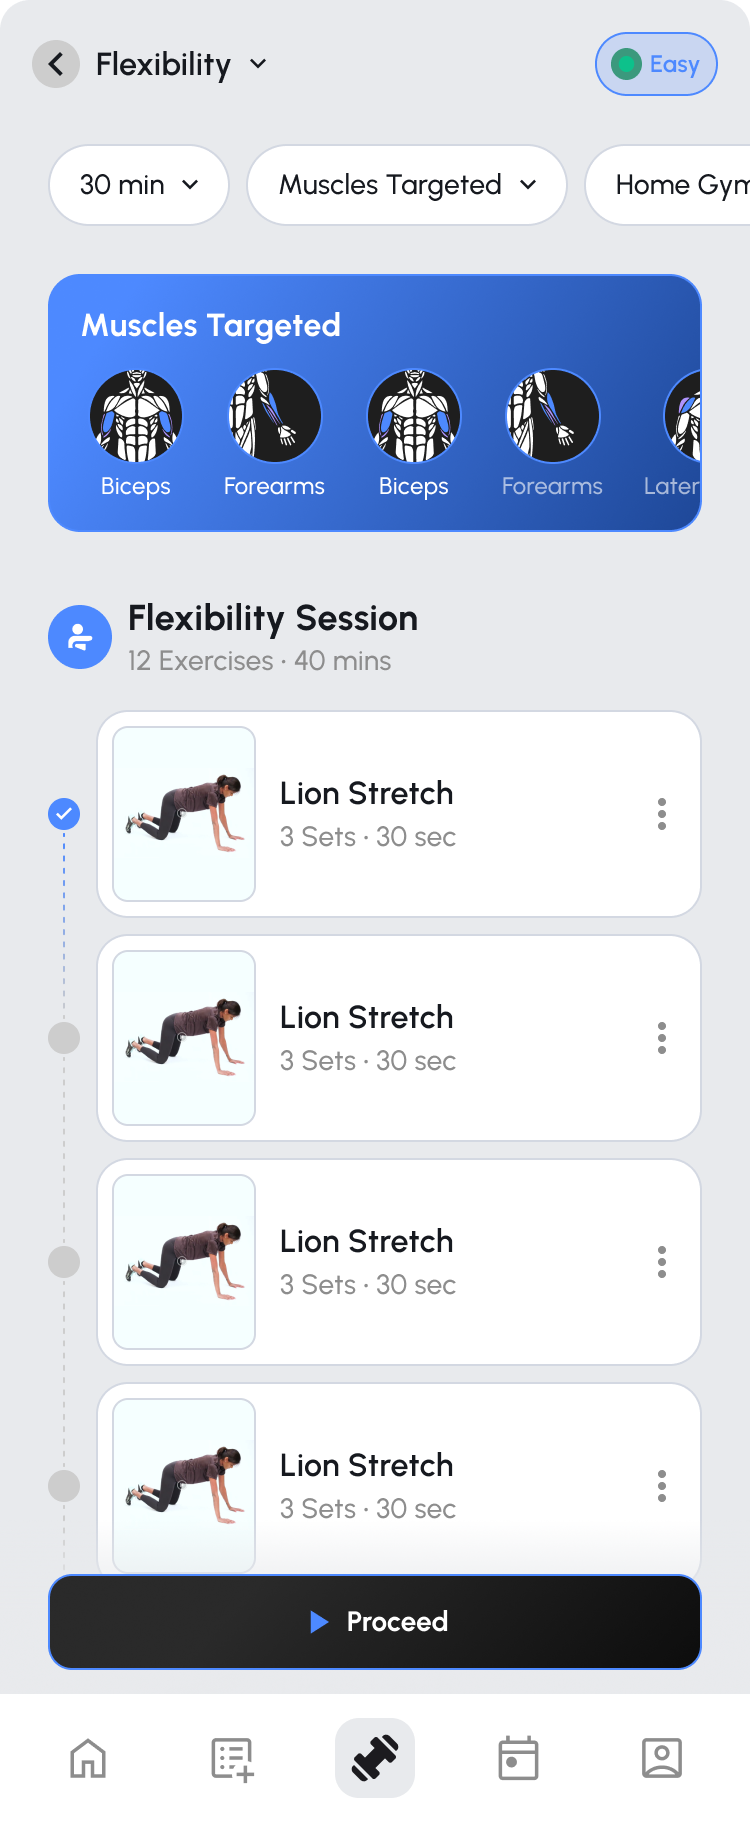 Flexibility
Easy
30 min
Muscles Targeted
Home Gym
Muscles Targeted
Biceps
Forearms
Biceps
Forearms
Later
Flexibility Session
12 Exercises · 40 mins
Lion Stretch
3 Sets · 30 sec
Lion Stretch
3 Sets · 30 sec
Lion Stretch
3 Sets · 30 sec
Lion Stretch
3 Sets · 30 sec
Proceed